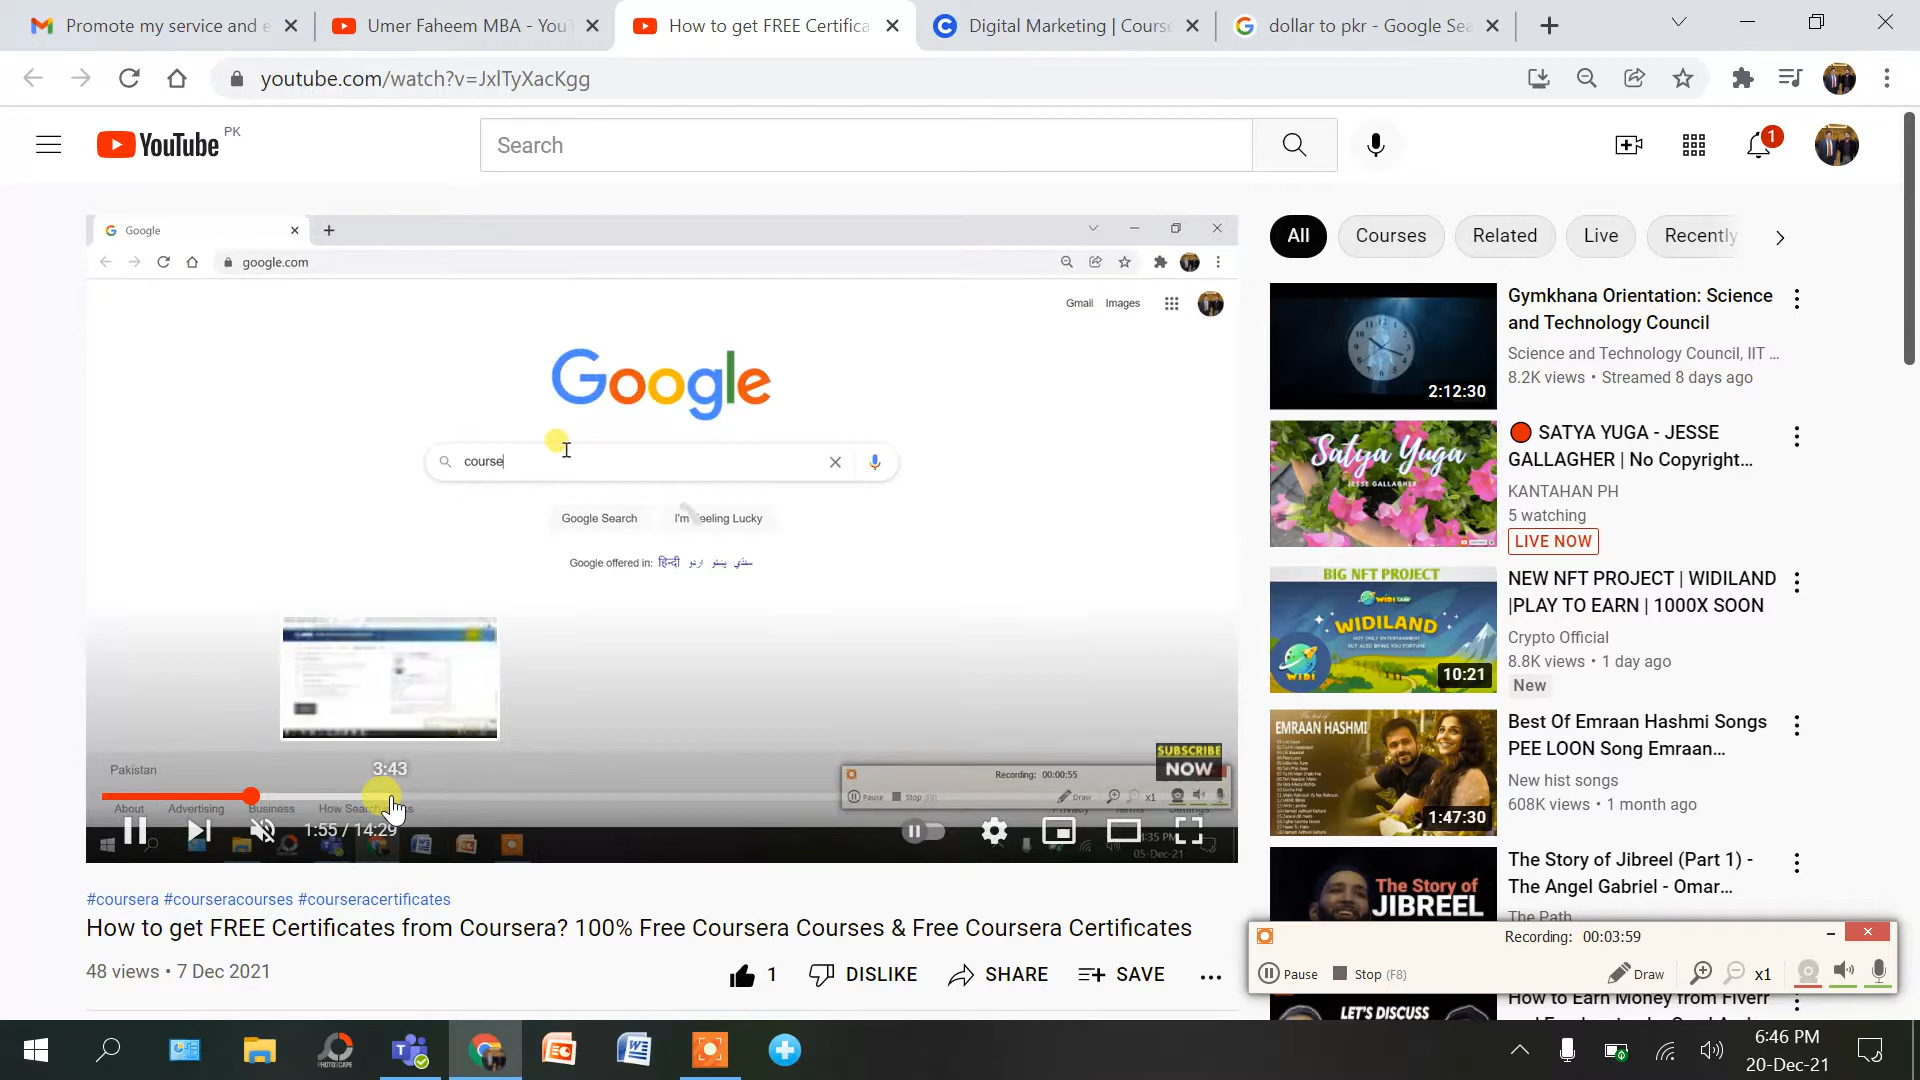 Promote my service and e
Umer Faheem MBA - YouT
How to get FREE Certifica
Digital Marketing | Course
dollar to pkr - Google Sea
youtube.com/watch?v=JxlTyXacKgg
YouTube PK
Search
1
Google
google.com
Gmail Images
Google
course
Google Search
I'm Feeling Lucky
Google offered in: हिन्दी اردو پښتو سنڌي
Pakistan
3:43
About Advertising Business How Search
1:55 / 14:29
SUBSCRIBE
NOW
Recording: 00:00:55
Pause Stop (F8) Draw x1
05-Dec-21
#coursera #courseracourses #courseracertificates
How to get FREE Certificates from Coursera? 100% Free Coursera Courses & Free Coursera Certificates
48 views • 7 Dec 2021
1 DISLIKE SHARE SAVE
All Courses Related Live Recently
2:12:30
Gymkhana Orientation: Science
and Technology Council
Science and Technology Council, IIT ...
8.2K views • Streamed 8 days ago
Satya Yuga
JESSE GALLAGHER
SATYA YUGA - JESSE
GALLAGHER | No Copyright...
KANTAHAN PH
5 watching
LIVE NOW
BIG NFT PROJECT
WIDILAND
WIDI
10:21
NEW NFT PROJECT | WIDILAND
|PLAY TO EARN | 1000X SOON
Crypto Official
8.8K views • 1 day ago
New
EMRAAN HASHMI
1:47:30
Best Of Emraan Hashmi Songs
PEE LOON Song Emraan...
New hist songs
608K views • 1 month ago
The Story of
JIBREEL
The Story of Jibreel (Part 1) -
The Angel Gabriel - Omar...
The Path
Recording: 00:03:59
Pause Stop (F8) Draw x1
LET'S DISCUSS
How to Earn Money from Fiverr
PHOTOSCAPE
6:46 PM
20-Dec-21